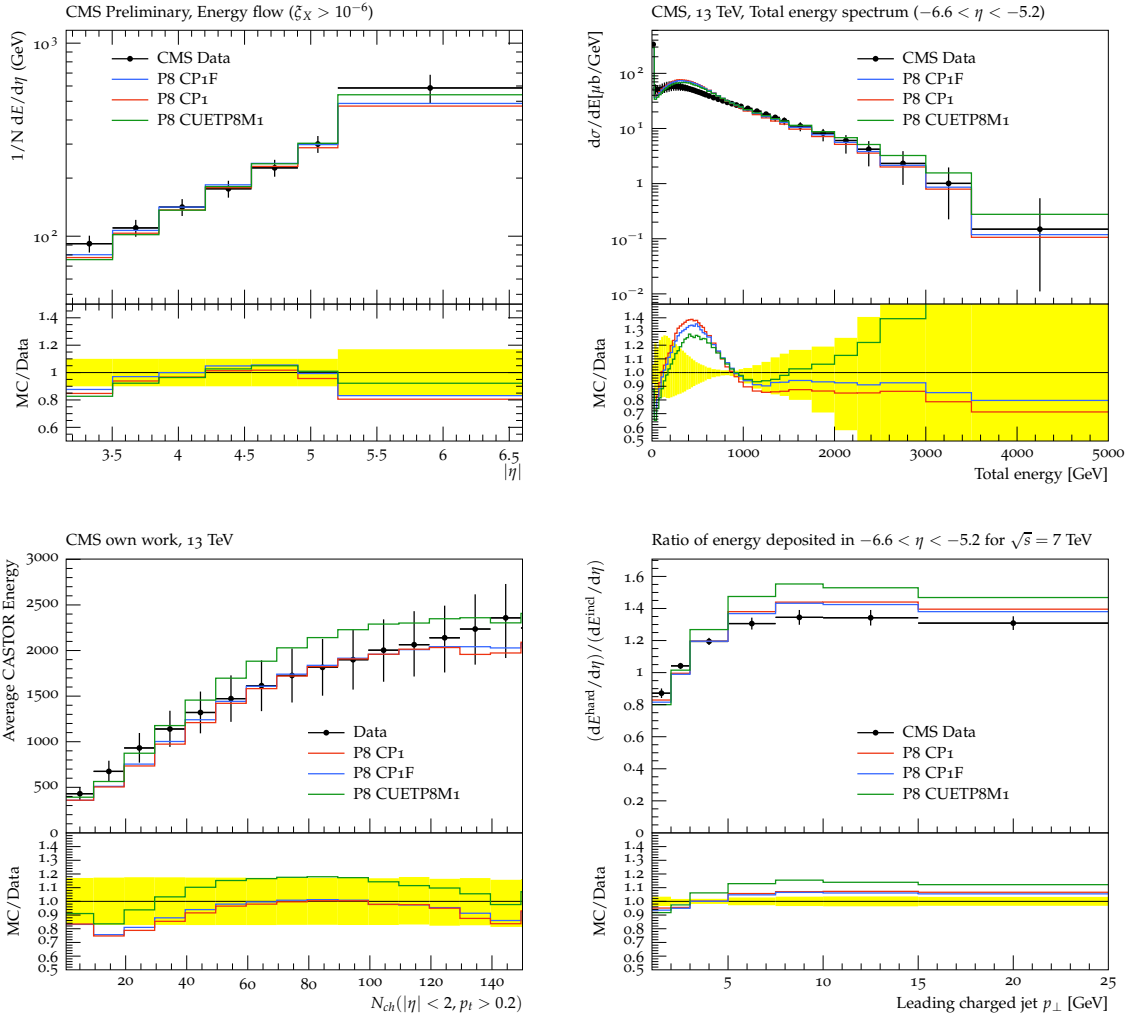 CMS Preliminary, Energy flow (ξX > 10−6)
1/N dE/dη (GeV)
10^3
10^2
CMS Data
P8 CP1F
P8 CP1
P8 CUETP8M1
MC/Data
1.4
1.2
1
0.8
0.6
3.5 4 4.5 5 5.5 6 6.5
|η|
CMS, 13 TeV, Total energy spectrum (−6.6 < η < −5.2)
dσ/dE[μb/GeV]
10^2
10^1
1
10^−1
10^−2
CMS Data
P8 CP1F
P8 CP1
P8 CUETP8M1
MC/Data
1.4
1.3
1.2
1.1
1.0
0.9
0.8
0.7
0.6
0.5
0 1000 2000 3000 4000 5000
Total energy [GeV]
CMS own work, 13 TeV
Average CASTOR Energy
3000
2500
2000
1500
1000
500
0
Data
P8 CP1
P8 CP1F
P8 CUETP8M1
MC/Data
1.4
1.3
1.2
1.1
1.0
0.9
0.8
0.7
0.6
0.5
20 40 60 80 100 120 140
Nch(|η| < 2, pt > 0.2)
Ratio of energy deposited in −6.6 < η < −5.2 for √s = 7 TeV
(dE^hard/dη)/(dE^incl/dη)
1.6
1.4
1.2
1
0.8
0.6
0.4
0.2
0
CMS Data
P8 CP1
P8 CP1F
P8 CUETP8M1
MC/Data
1.4
1.3
1.2
1.1
1.0
0.9
0.8
0.7
0.6
0.5
5 10 15 20 25
Leading charged jet p⊥ [GeV]